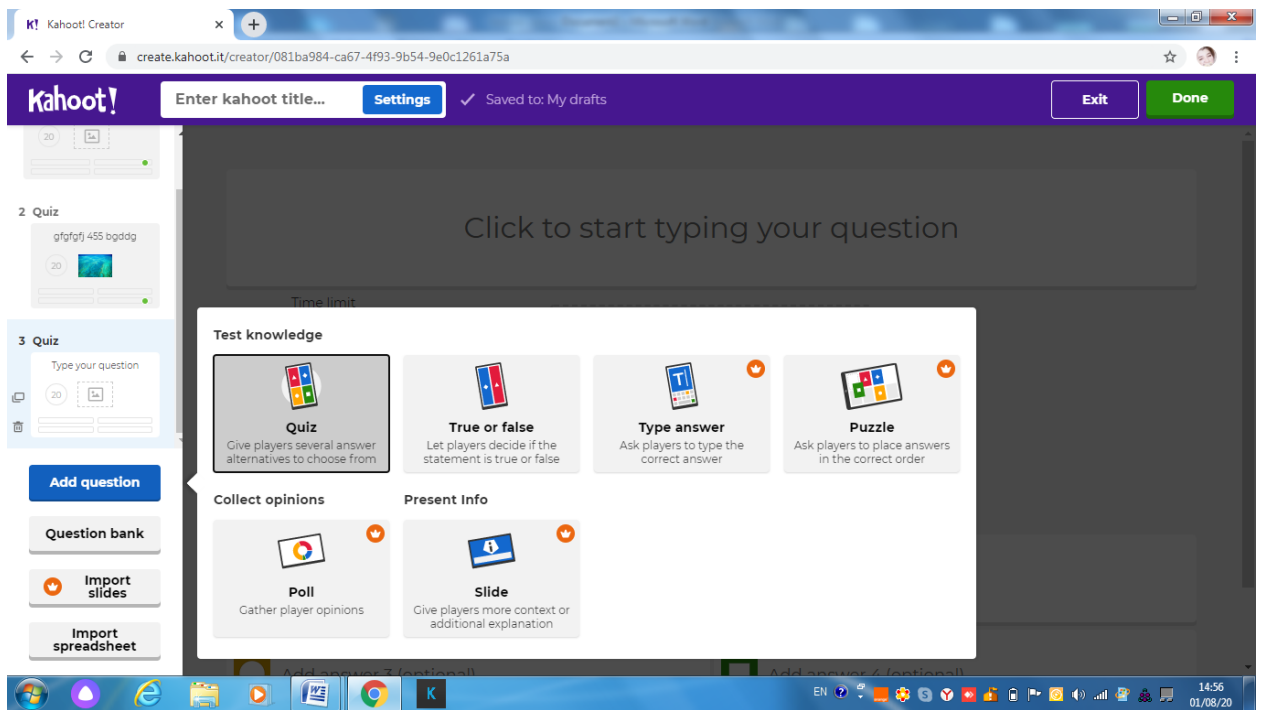 Kahoot! Creator
create.kahoot.it/creator/081ba984-ca67-4f93-9b54-9e0c1261a75a
Kahoot!
Enter kahoot title...
Settings
Saved to: My drafts
Exit
Done
20
2 Quiz
gfgfgfj 455 bgddg
20
3 Quiz
Type your question
20
Add question
Question bank
Import
slides
Import
spreadsheet
Click to start typing your question
Time limit
Test knowledge
Quiz
Give players several answer
alternatives to choose from
True or false
Let players decide if the
statement is true or false
Type answer
Ask players to type the
correct answer
Puzzle
Ask players to place answers
in the correct order
Collect opinions
Present Info
Poll
Gather player opinions
Slide
Give players more context or
additional explanation
Add answer 3 (optional)
Add answer 4 (optional)
EN
14:56
01/08/20